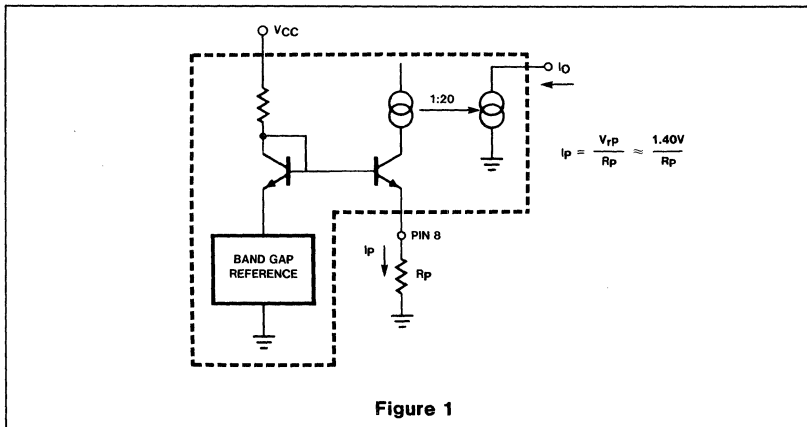 VCC
IO
1:20
IP = VrP / RP ≈ 1.40V / RP
PIN 8
IP
RP
BAND GAP
REFERENCE
Figure 1